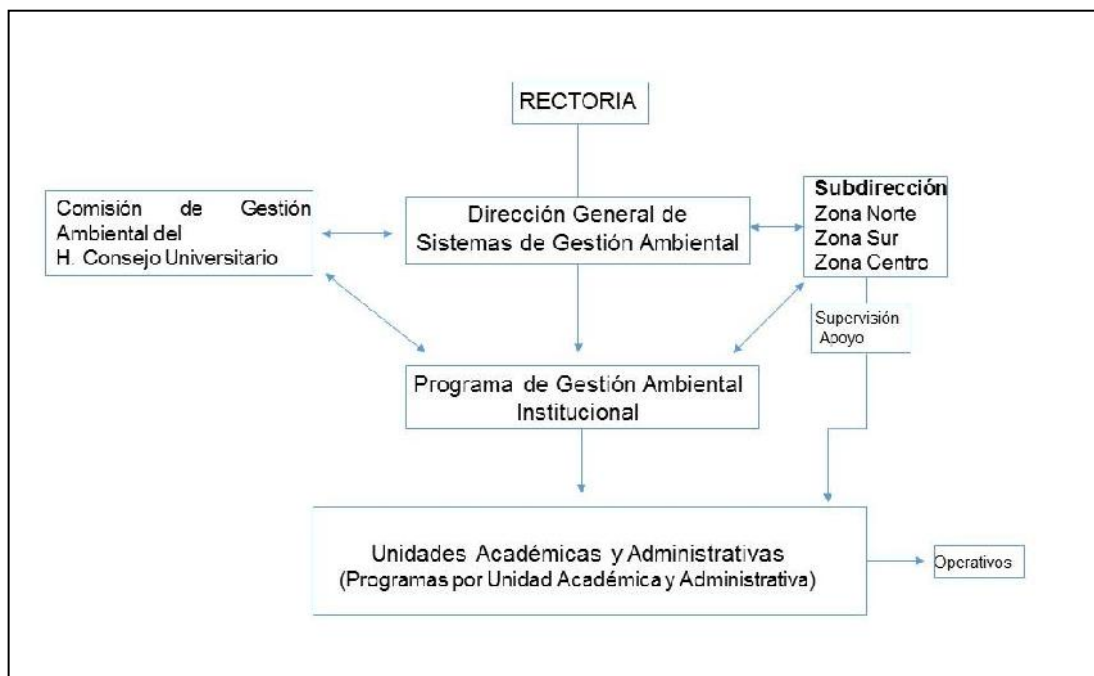 RECTORIA
Comisión de Gestión
Ambiental del
H. Consejo Universitario
Dirección General de
Sistemas de Gestión Ambiental
Subdirección
Zona Norte
Zona Sur
Zona Centro
Supervisión
Apoyo
Programa de Gestión Ambiental
Institucional
Unidades Académicas y Administrativas
(Programas por Unidad Académica y Administrativa)
Operativos